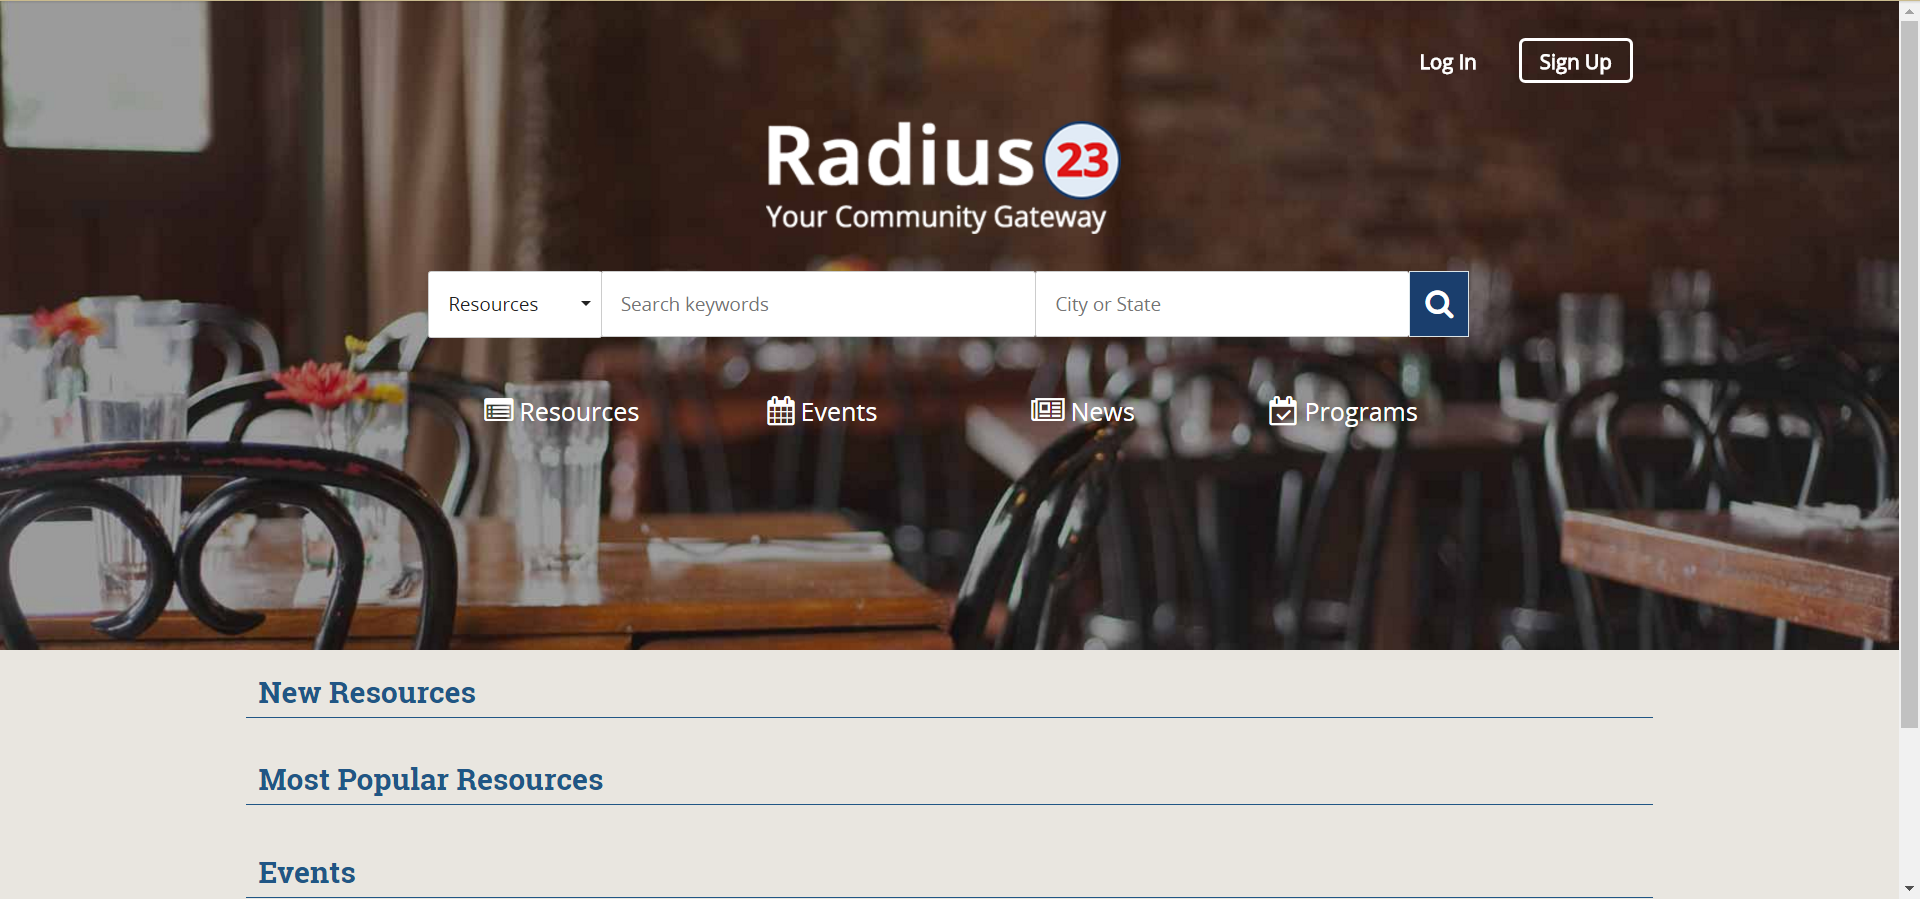 Log In
Sign Up
Radius 23
Your Community Gateway
Resources
Search keywords
City or State
Resources
Events
News
Programs
New Resources
Most Popular Resources
Events